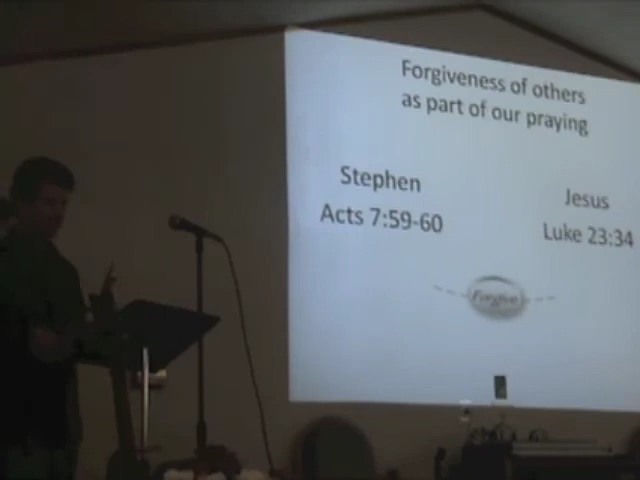 Forgiveness of others
as part of our praying
Stephen
Acts 7:59-60
Jesus
Luke 23:34
Forgive